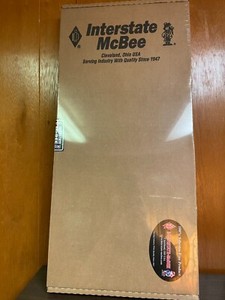 Interstate
McBee
Cleveland, Ohio USA
Serving Industry With Quality Since 1947